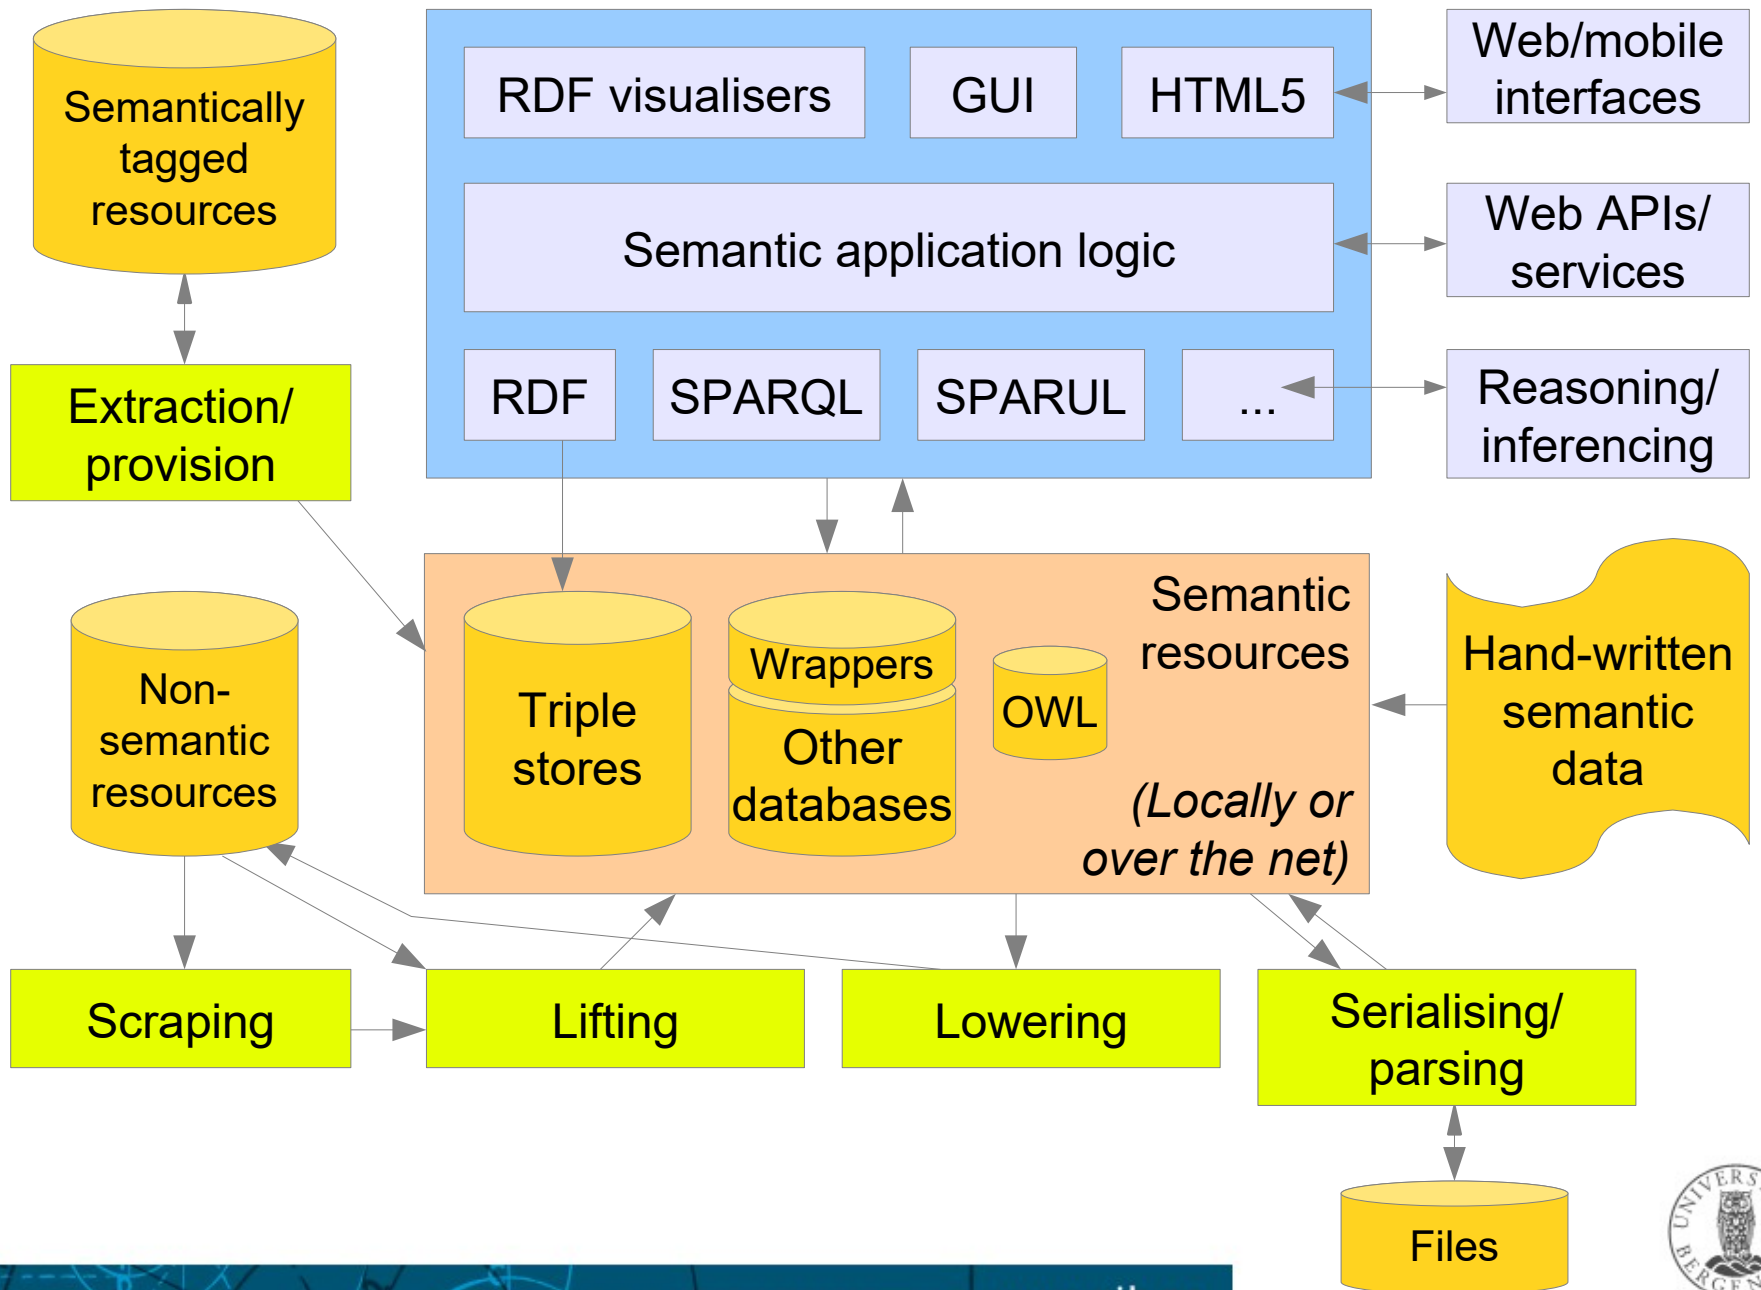 Semantically
tagged
resources
RDF visualisers
GUI
HTML5
Web/mobile
interfaces
Semantic application logic
Web APIs/
services
Extraction/
provision
RDF
SPARQL
SPARUL
...
Reasoning/
inferencing
Non-
semantic
resources
Triple
stores
Wrappers
Other
databases
OWL
Semantic
resources
(Locally or
over the net)
Hand-written
semantic
data
Scraping
Lifting
Lowering
Serialising/
parsing
Files